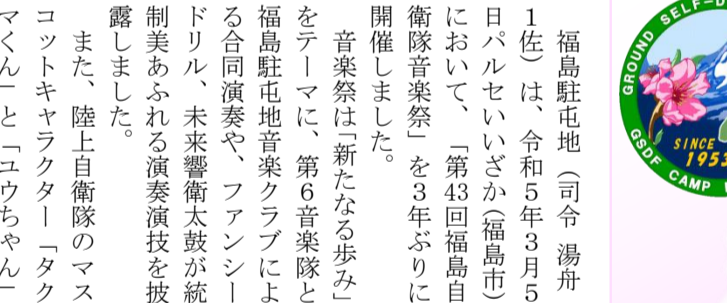 福島駐屯地（司令　湯舟
１佐）は、令和５年３月５
日パルセいいざか(福島市)
において、「第43回福島自
衛隊音楽祭」を３年ぶりに
開催しました。
音楽祭は「新たなる歩み」
をテーマに、第６音楽隊と
福島駐屯地音楽クラブによ
る合同演奏や、ファンシー
ドリル、未来響衛太鼓が統
制美あふれる演奏演技を披
露しました。
また、陸上自衛隊のマス
コットキャラクター「タク
マくん」と「ユウちゃん」
GROUND SELF-D
SINCE
1953
GSDF CAMP